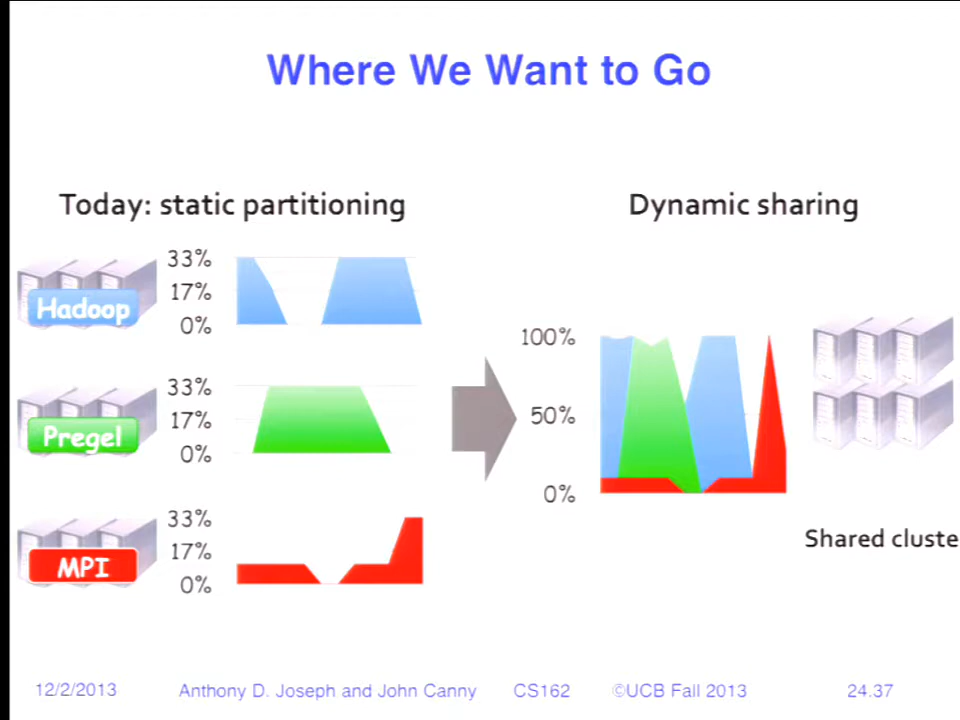 Where We Want to Go
Today: static partitioning
Dynamic sharing
33%
17%
0%
Hadoop
33%
17%
0%
Pregel
33%
17%
0%
MPI
100%
50%
0%
Shared cluste
12/2/2013 Anthony D. Joseph and John Canny CS162 ©UCB Fall 2013 24.37